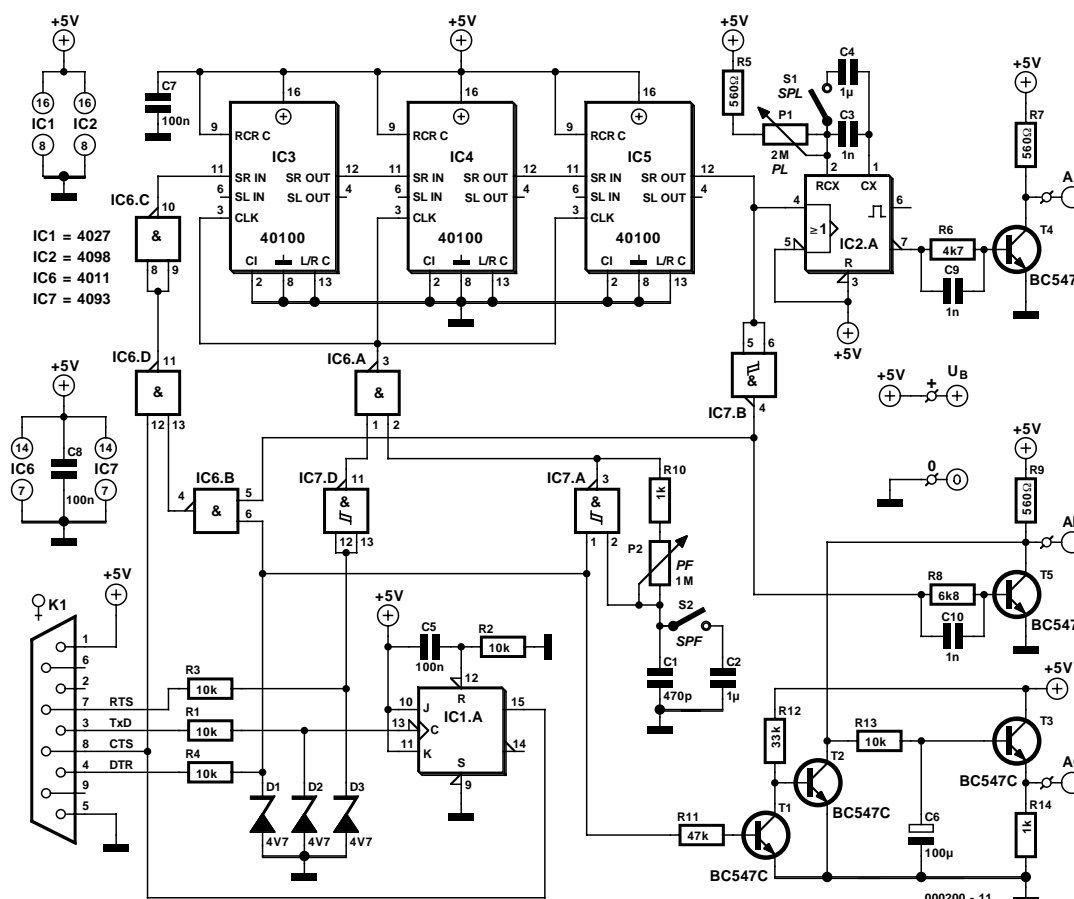 +5V
+5V
+5V
+5V
+5V
16
16
IC1
IC2
8
8
C7
100n
16
9
RCR C
IC3
11
SR IN
SR OUT
12
6
SL IN
SL OUT
4
3
CLK
40100
CI
L/R C
2
8
13
16
9
RCR C
IC4
11
SR IN
SR OUT
12
6
SL IN
SL OUT
4
3
CLK
40100
CI
L/R C
2
8
13
16
9
RCR C
IC5
11
SR IN
SR OUT
12
6
SL IN
SL OUT
4
3
CLK
40100
CI
L/R C
2
8
13
R5
560Ω
S1
SPL
C4
1µ
P1
2M
PL
C3
1n
2
1
RCX
CX
4
≥1
5
6
7
IC2.A
R
3
+5V
R6
4k7
C9
1n
R7
560Ω
T4
BC547
A
IC6.C
10
&
8
9
IC1 = 4027
IC2 = 4098
IC6 = 4011
IC7 = 4093
IC6.D
11
&
12
13
IC6.A
3
&
1
2
5
6
&
IC7.B
4
+5V
+
UB
0
0
+5V
14
14
IC6
IC7
7
7
C8
100n
IC6.B
4
&
5
6
IC7.D
11
&
12
13
IC7.A
3
&
1
2
R10
1k
P2
PF
1M
S2
SPF
C1
470p
C2
1µ
+5V
R9
560Ω
R8
6k8
C10
1n
T5
BC547
A
K1
+5V
1
6
2
7
RTS
3
TxD
8
CTS
4
DTR
9
5
R3
10k
R1
10k
R4
10k
D1
4V7
D2
4V7
D3
4V7
+5V
C5
100n
R2
10k
12
R
10
J
13
C
11
K
IC1.A
15
14
S
9
R11
47k
R12
33k
T1
BC547C
T2
BC547C
R13
10k
C6
100µ
+5V
T3
BC547C
A
R14
1k
000200 - 11